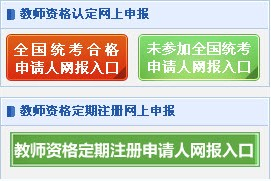 教师资格认定网上申报
全国统考合格
申请人网报入口
未参加全国统考
申请人网报入口
教师资格定期注册网上申报
教师资格定期注册申请人网报入口